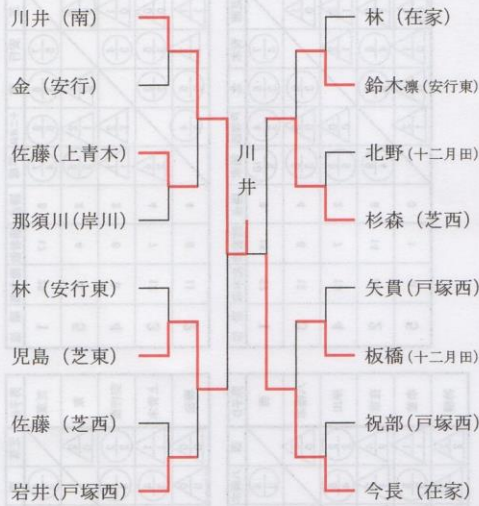 川井（南）
金（安行）
佐藤(上青木)
那須川(岸川)
林（安行東）
児島（芝東）
佐藤（芝西）
岩井(戸塚西)
川井
林（在家）
鈴木凛(安行東)
北野(十二月田)
杉森（芝西）
矢貫(戸塚西)
板橋(十二月田)
祝部(戸塚西)
今長（在家）